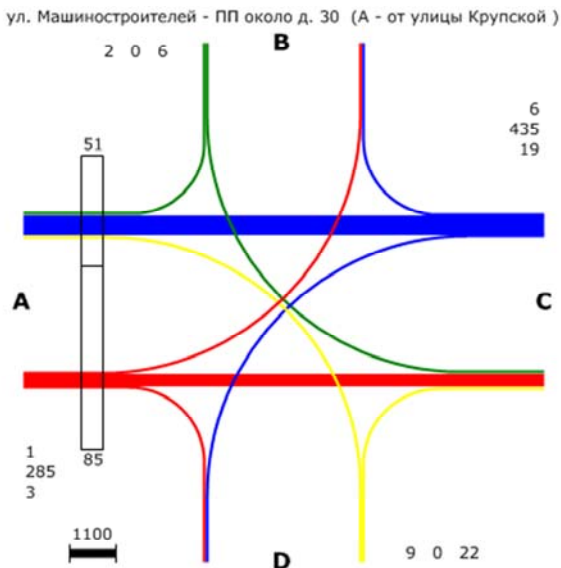 ул. Машиностроителей - ПП около д. 30 (А - от улицы Крупской )
2 0 6
B
6
435
19
51
A
C
1
285
3
85
1100
D
9 0 22